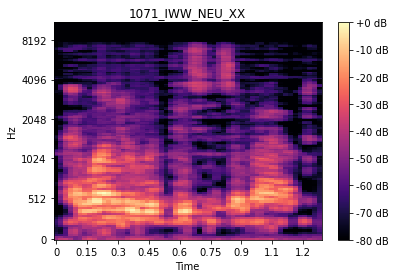 1071_IWW_NEU_XX
8192
4096
2048
1024
512
0
Hz
0 0.15 0.3 0.45 0.6 0.75 0.9 1.1 1.2
Time
+0 dB
-10 dB
-20 dB
-30 dB
-40 dB
-50 dB
-60 dB
-70 dB
-80 dB